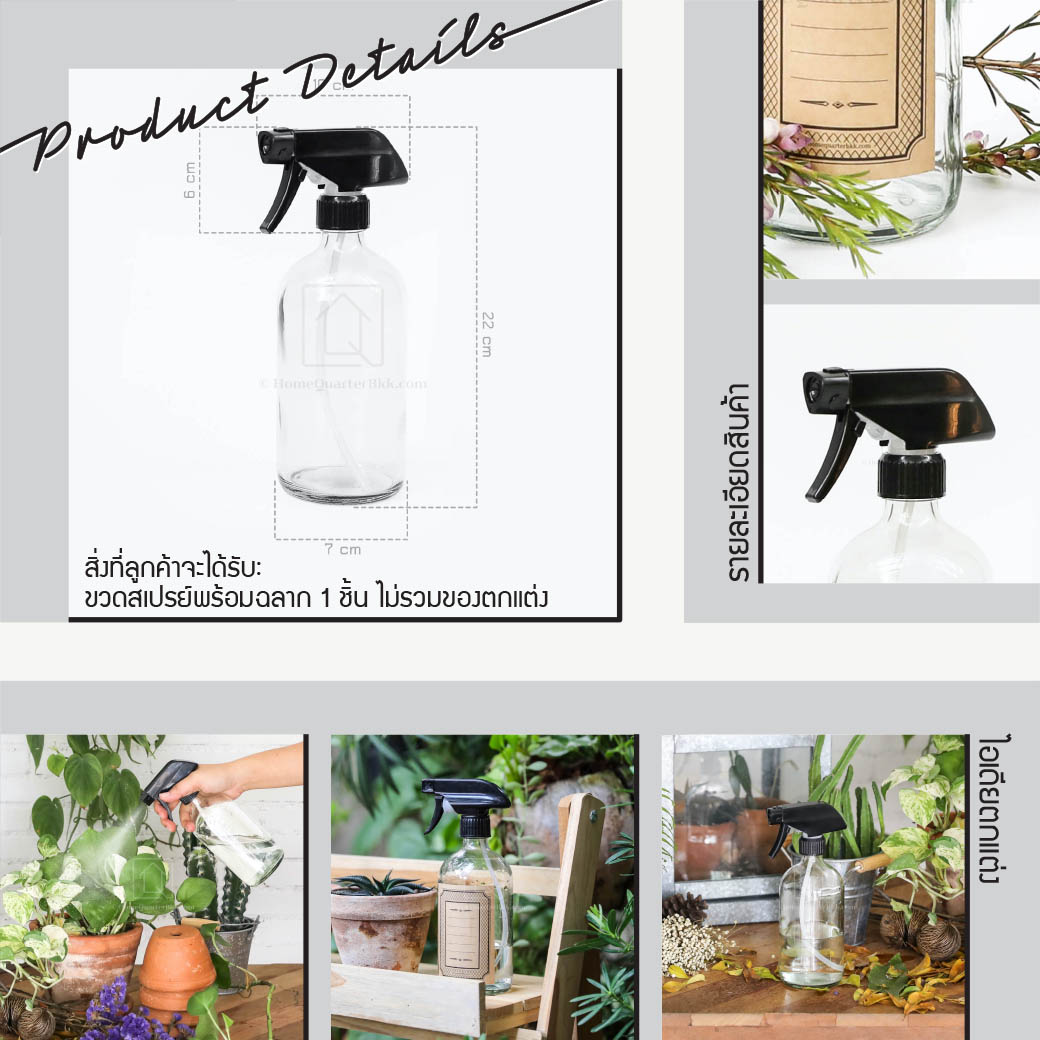 Product Details
10 cm
6 cm
22 cm
© HomeQuarterBkk.com
7 cm
สิ่งที่ลูกค้าจะได้รับ:
ขวดสเปรย์พร้อมฉลาก 1 ชิ้น ไม่รวมของตกแต่ง
HomequarterBkk.com
รายละเอียดสินค้า
ไอเดียตกแต่ง